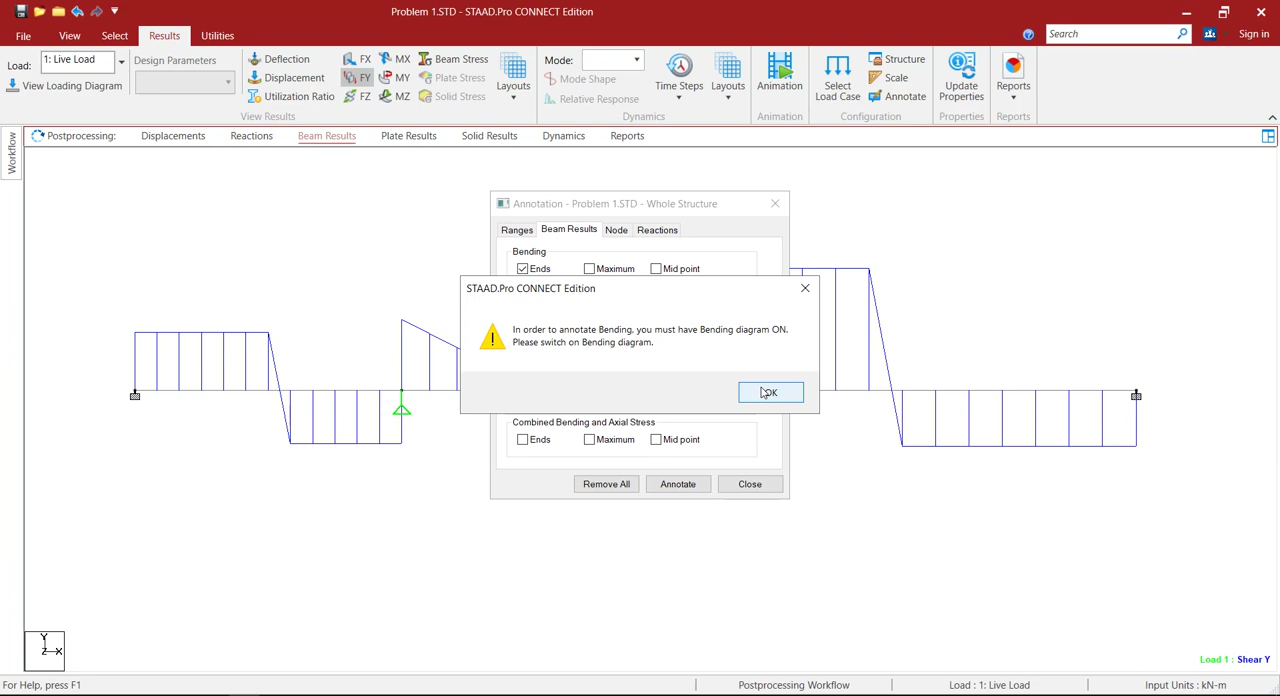 Problem 1.STD - STAAD.Pro CONNECT Edition
File View Select Results Utilities
Search
Sign in
Load: 1: Live Load
View Loading Diagram
Design Parameters
Deflection
Displacement
Utilization Ratio
FX MX Beam Stress
FY MY Plate Stress
FZ MZ Solid Stress
Layouts
View Results
Mode:
Mode Shape
Relative Response
Time Steps
Layouts
Dynamics
Animation
Animation
Select
Load Case
Structure
Scale
Annotate
Configuration
Update
Properties
Properties
Reports
Reports
Workflow
Postprocessing: Displacements Reactions Beam Results Plate Results Solid Results Dynamics Reports
Annotation - Problem 1.STD - Whole Structure
Ranges Beam Results Node Reactions
Bending
Ends Maximum Mid point
STAAD.Pro CONNECT Edition
In order to annotate Bending, you must have Bending diagram ON.
Please switch on Bending diagram.
OK
Combined Bending and Axial Stress
Ends Maximum Mid point
Remove All Annotate Close
Y
Z X
Load 1 : Shear Y
For Help, press F1
Postprocessing Workflow
Load : 1: Live Load
Input Units : kN-m